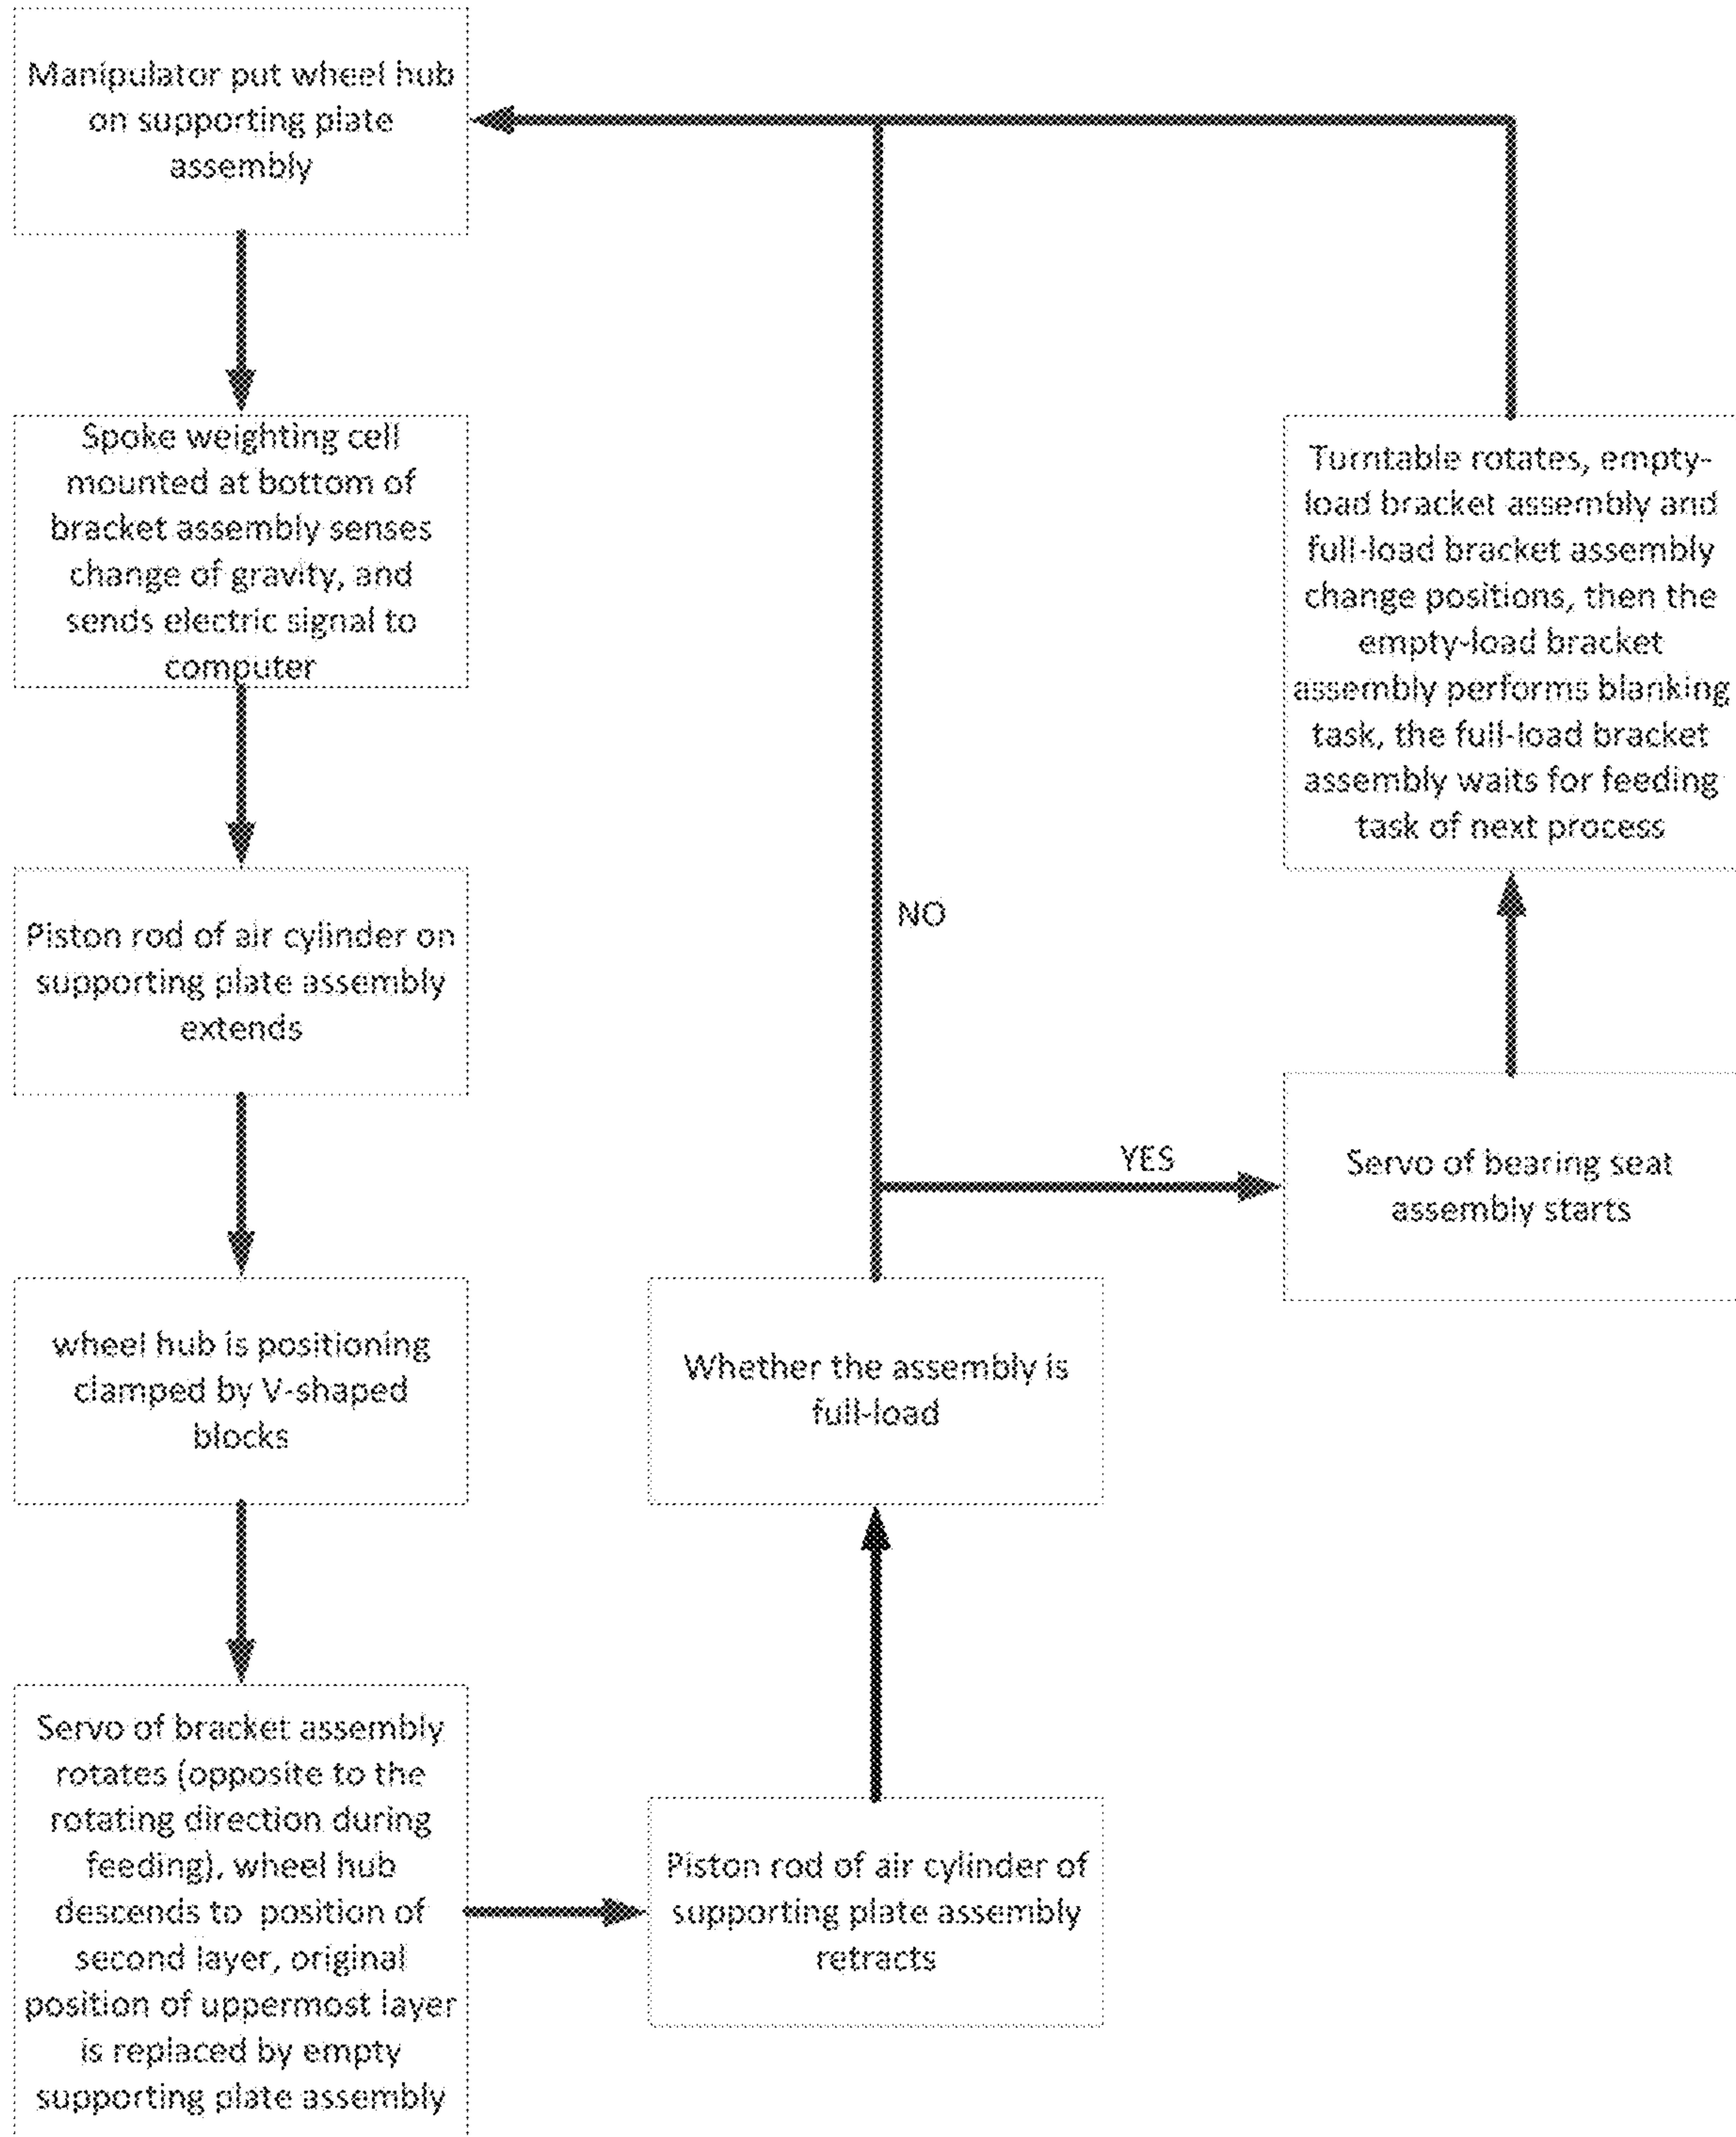 Manipulator put wheel hub
on supporting plate
assembly
Spoke weighting cell
mounted at bottom of
bracket assembly senses
change of gravity, and
sends electric signal to
computer
Piston rod of air cylinder on
supporting plate assembly
extends
wheel hub is positioning
clamped by V-shaped
blocks
Servo of bracket assembly
rotates (opposite to the
rotating direction during
feeding), wheel hub
descends to position of
second layer, original
position of uppermost layer
is replaced by empty
supporting plate assembly
Piston rod of air cylinder of
supporting plate assembly
retracts
Whether the assembly is
full-load
NO
YES
Servo of bearing seat
assembly starts
Turntable rotates, empty-
load bracket assembly and
full-load bracket assembly
change positions, then the
empty-load bracket
assembly performs blanking
task, the full-load bracket
assembly waits for feeding
task of next process